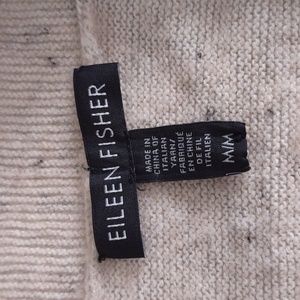 EILEEN FISHER
MADE IN
CHINA OF
ITALIAN
YARN/
FABRIQUÉ
EN CHINE
DE FIL
ITALIEN
M/M